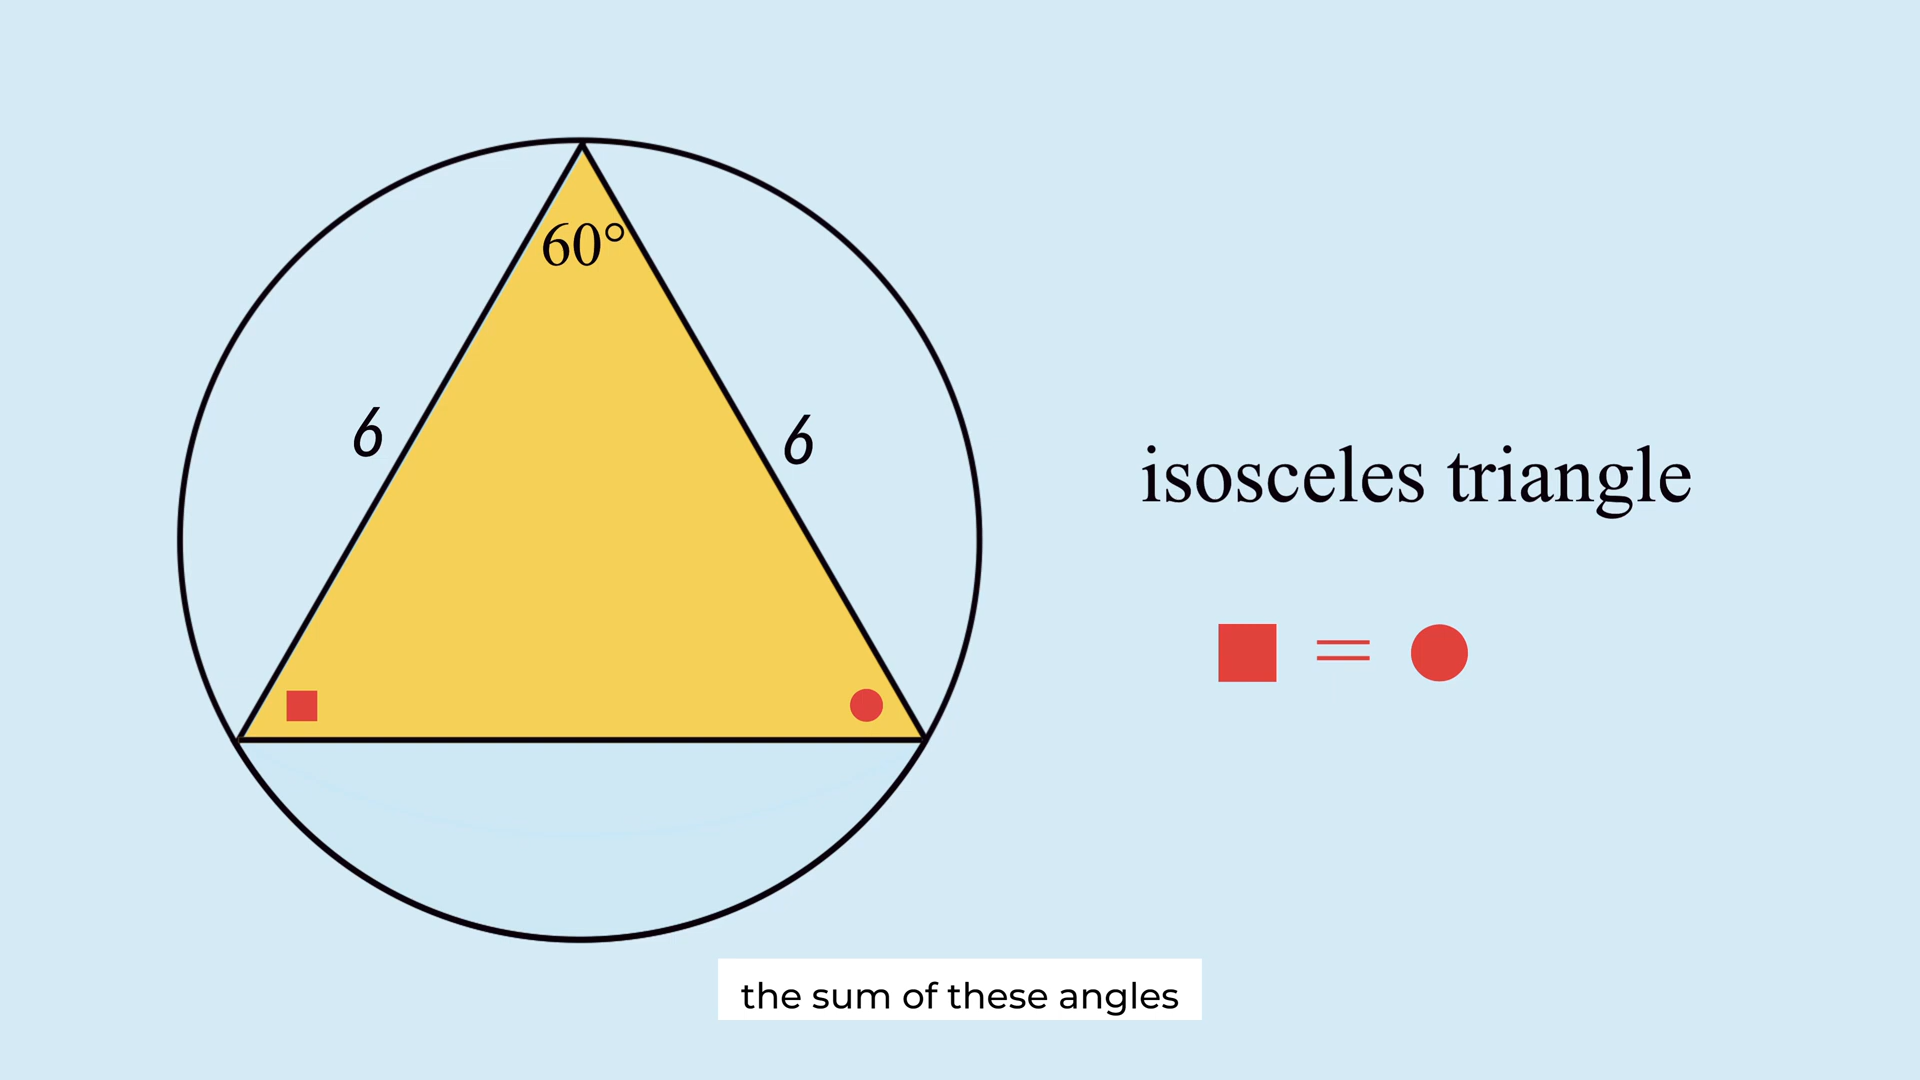 60°
6
6
isosceles triangle
=
the sum of these angles